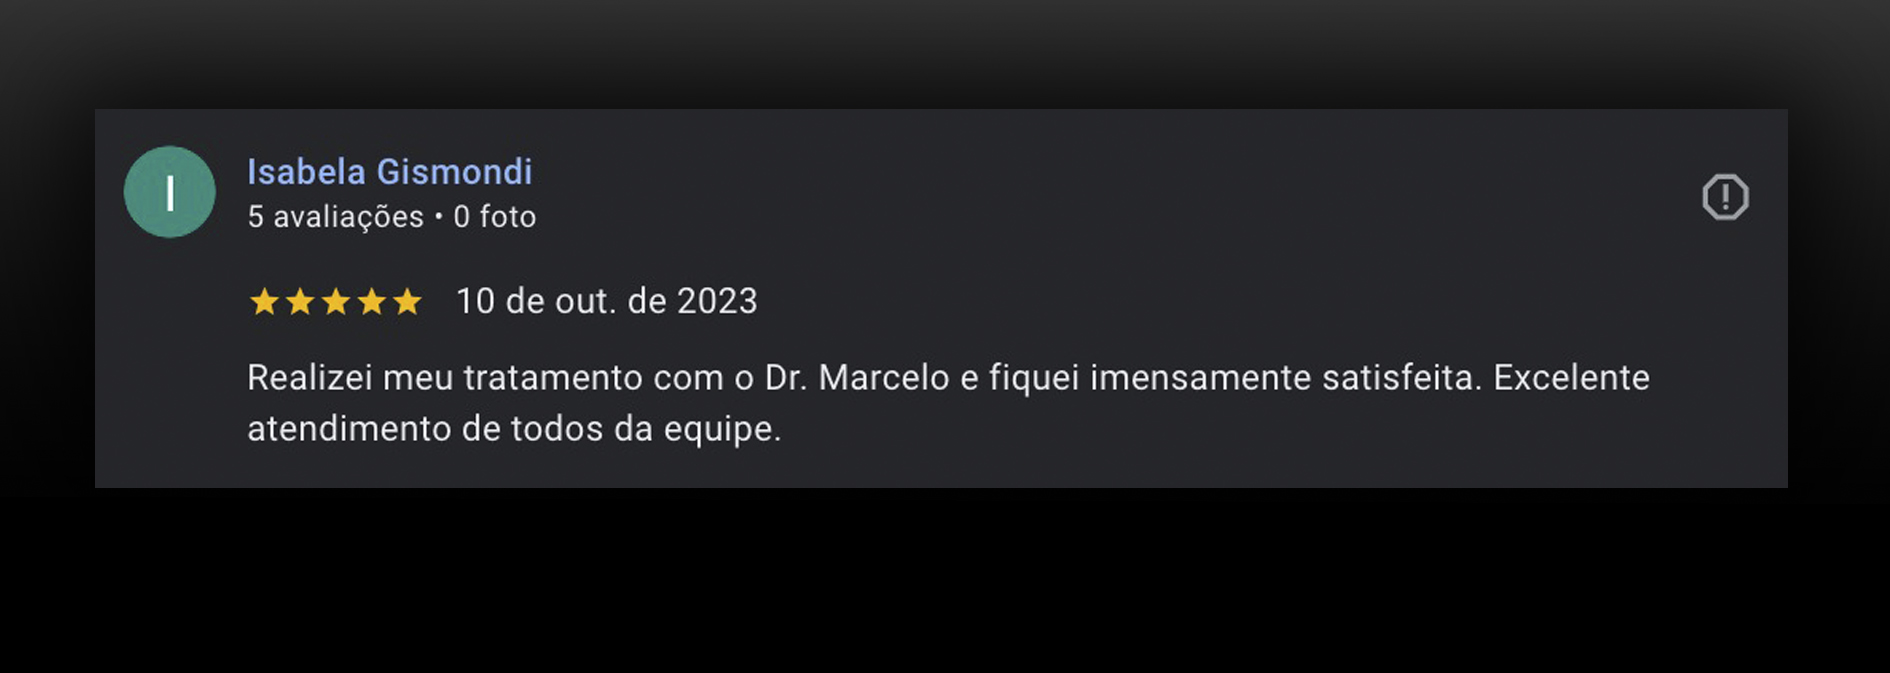 I
Isabela Gismondi
5 avaliações • 0 foto
10 de out. de 2023
Realizei meu tratamento com o Dr. Marcelo e fiquei imensamente satisfeita. Excelente
atendimento de todos da equipe.